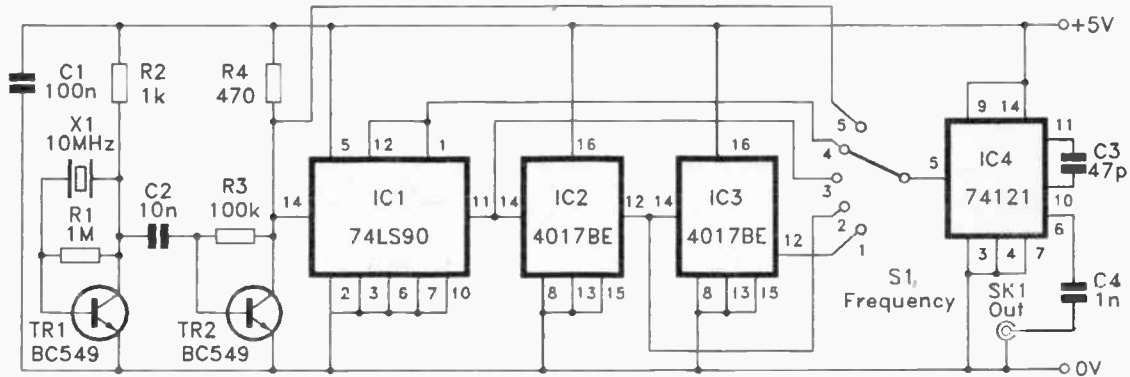 +5V
C1
100n
R2
1k
R4
470
X1
10MHz
R1
1M
C2
10n
R3
100k
TR1
BC549
TR2
BC549
5
12
1
14
IC1
74LS90
11
2
3
6
7
10
16
14
IC2
4017BE
12
8
13
15
16
14
IC3
4017BE
12
8
13
15
5
4
3
2
1
S1,
Frequency
9
14
5
IC4
74121
11
10
6
3
4
7
C3
47p
C4
1n
SK1
Out
0V